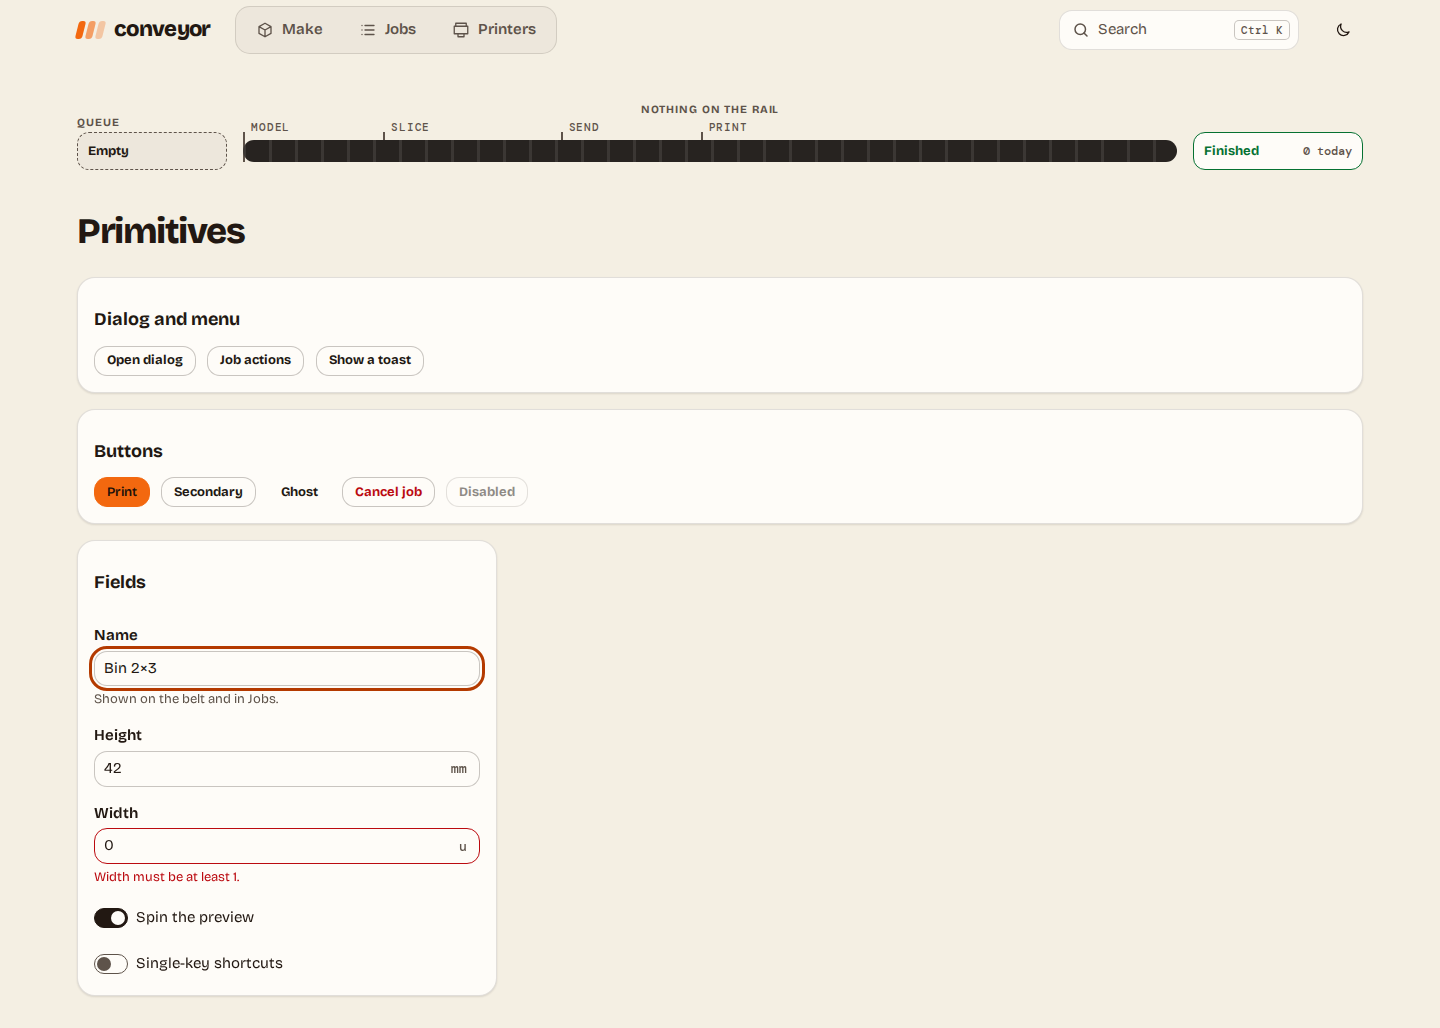 conveyor
Make
Jobs
Printers
Search
Ctrl K
NOTHING ON THE RAIL
QUEUE
MODEL
SLICE
SEND
PRINT
Empty
Finished
0 today
Primitives
Dialog and menu
Open dialog
Job actions
Show a toast
Buttons
Print
Secondary
Ghost
Cancel job
Disabled
Fields
Name
Bin 2×3
Shown on the belt and in Jobs.
Height
42
mm
Width
0
u
Width must be at least 1.
Spin the preview
Single-key shortcuts